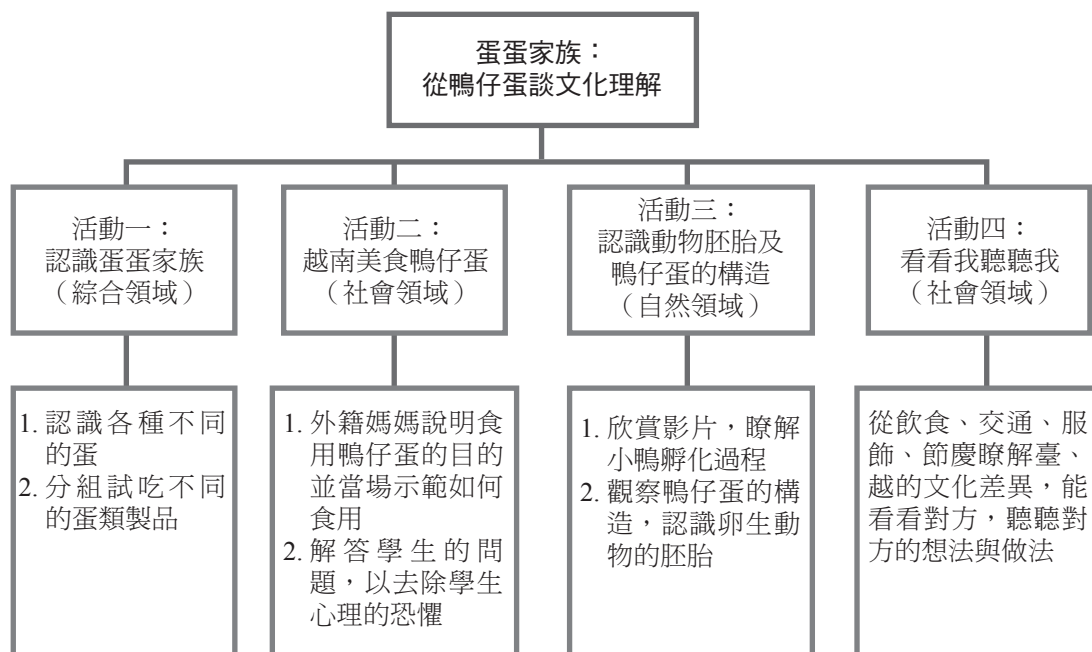 蛋蛋家族：
從鴨仔蛋談文化理解
活動一：
認識蛋蛋家族
（綜合領域）
活動二：
越南美食鴨仔蛋
（社會領域）
活動三：
認識動物胚胎及
鴨仔蛋的構造
（自然領域）
活動四：
看看我聽聽我
（社會領域）
1. 認識各種不同
的蛋
2. 分組試吃不同
的蛋類製品
1. 外籍媽媽說明食
用鴨仔蛋的目的
並當場示範如何
食用
2. 解答學生的問
題，以去除學生
心理的恐懼
1. 欣賞影片，瞭解
小鴨孵化過程
2. 觀察鴨仔蛋的構
造，認識卵生動
物的胚胎
從飲食、交通、服
飾、節慶瞭解臺、
越的文化差異，能
看看對方，聽聽對
方的想法與做法